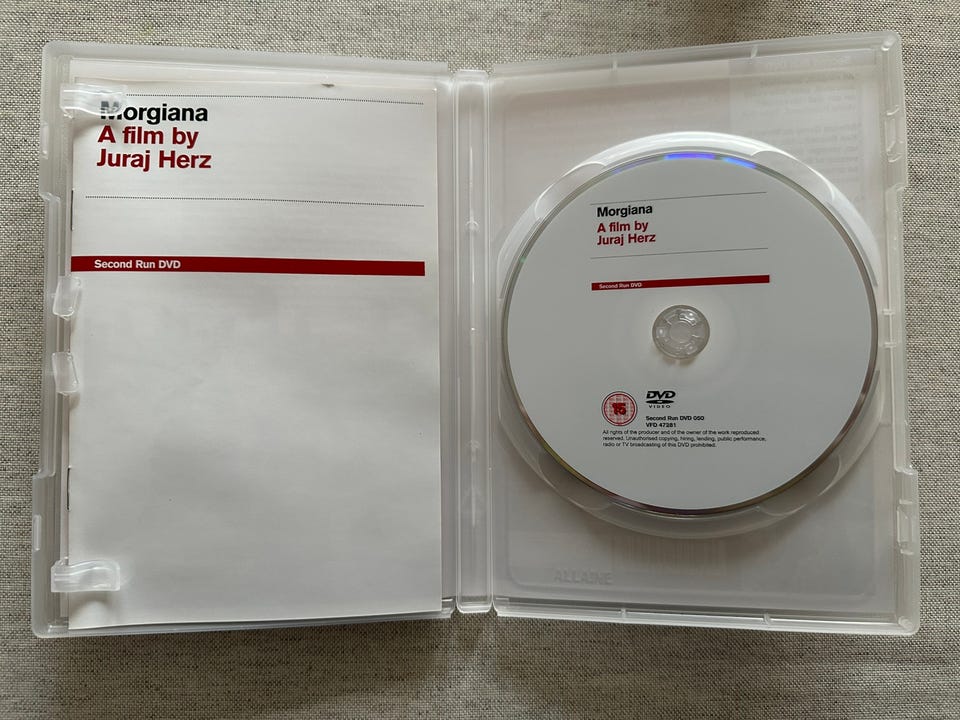 Morgiana
A film by
Juraj Herz
Second Run DVD
Morgiana
A film by
Juraj Herz
Second Run DVD
15
DVD
VIDEO
Second Run DVD 050
VFD 47281
All rights of the producer and of the owner of the work reproduced
reserved. Unauthorised copying, hiring, lending, public performance,
radio or TV broadcasting of this DVD prohibited.
ALLAINE